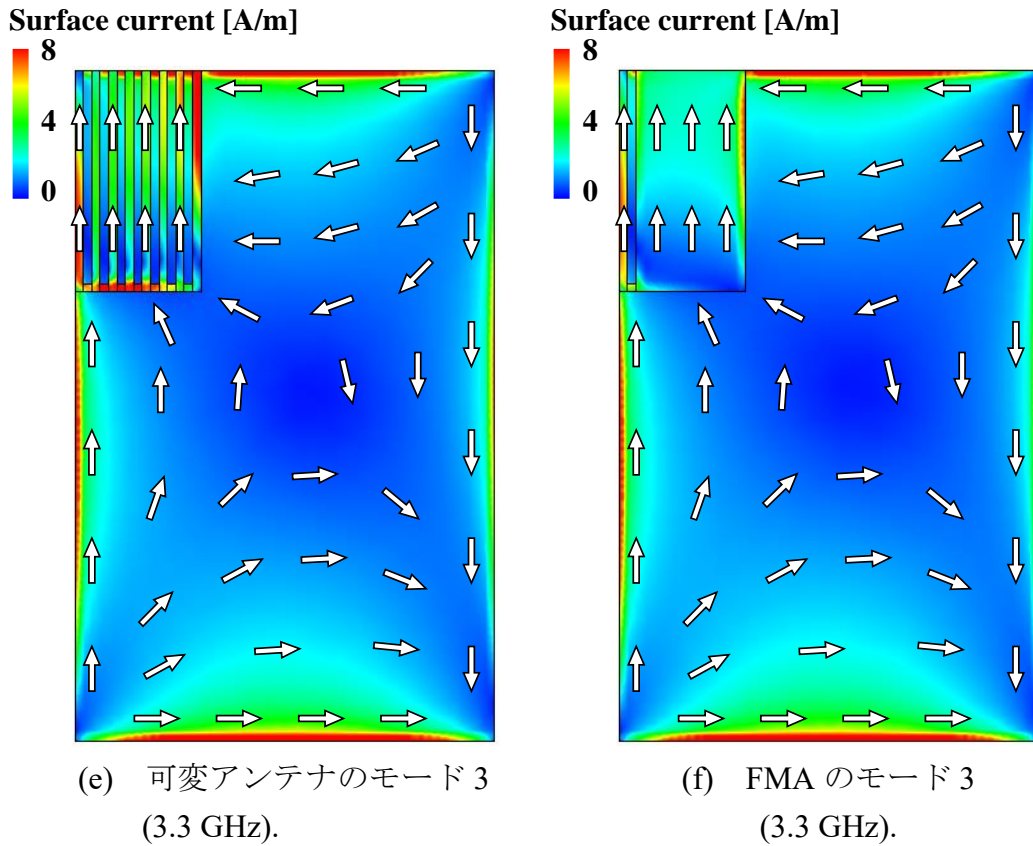 Surface current [A/m]
8
4
0
(e) 可変アンテナのモード 3
(3.3 GHz).
Surface current [A/m]
8
4
0
(f) FMA のモード 3
(3.3 GHz).